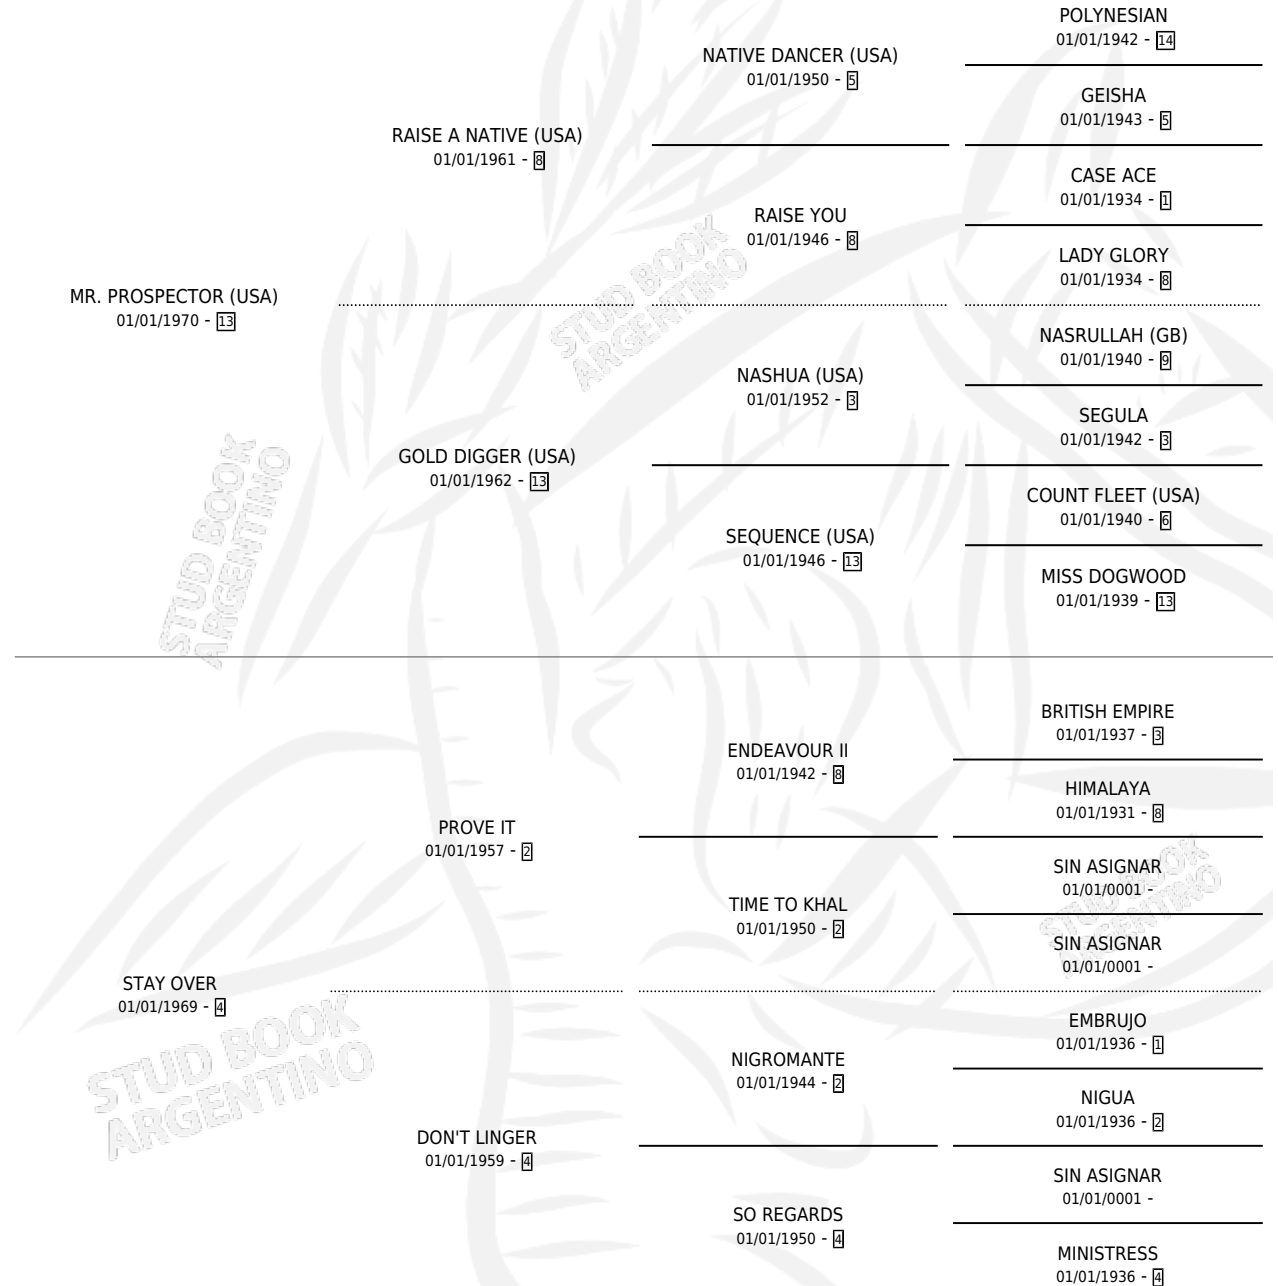 POLYNESIAN
01/01/1942 - 14
NATIVE DANCER (USA)
01/01/1950 - 5
GEISHA
01/01/1943 - 5
RAISE A NATIVE (USA)
01/01/1961 - 8
CASE ACE
01/01/1934 - 1
RAISE YOU
01/01/1946 - 8
LADY GLORY
01/01/1934 - 8
MR. PROSPECTOR (USA)
01/01/1970 - 13
NASRULLAH (GB)
01/01/1940 - 9
NASHUA (USA)
01/01/1952 - 3
SEGULA
01/01/1942 - 3
GOLD DIGGER (USA)
01/01/1962 - 13
COUNT FLEET (USA)
01/01/1940 - 6
SEQUENCE (USA)
01/01/1946 - 13
MISS DOGWOOD
01/01/1939 - 13
STUD BOOK
ARGENTINO
STUD BOOK
ARGENTINO
BRITISH EMPIRE
01/01/1937 - 3
ENDEAVOUR II
01/01/1942 - 8
HIMALAYA
01/01/1931 - 8
PROVE IT
01/01/1957 - 2
SIN ASIGNAR
01/01/0001 -
TIME TO KHAL
01/01/1950 - 2
SIN ASIGNAR
01/01/0001 -
STUD BOOK
ARGENTINO
STAY OVER
01/01/1969 - 4
EMBRUJO
01/01/1936 - 1
NIGROMANTE
01/01/1944 - 2
NIGUA
01/01/1936 - 2
STUD BOOK
ARGENTINO
DON'T LINGER
01/01/1959 - 4
SIN ASIGNAR
01/01/0001 -
SO REGARDS
01/01/1950 - 4
MINISTRESS
01/01/1936 - 4